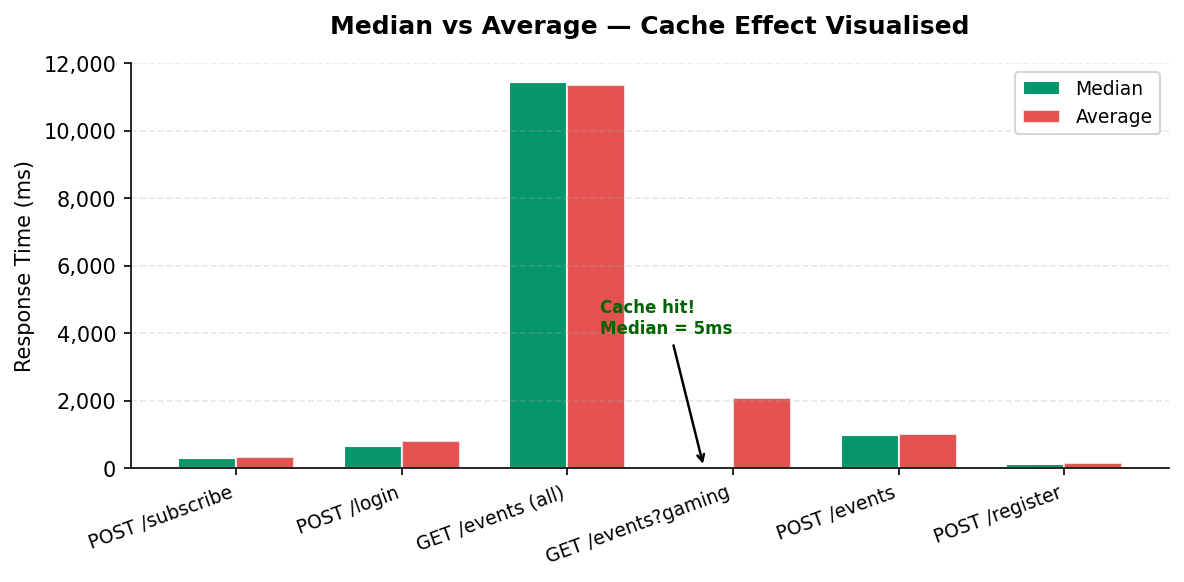 Median vs Average — Cache Effect Visualised
Response Time (ms)
12,000
10,000
8,000
6,000
4,000
2,000
0
Median
Average
Cache hit!
Median = 5ms
POST /subscribe
POST /login
GET /events (all)
GET /events?gaming
POST /events
POST /register